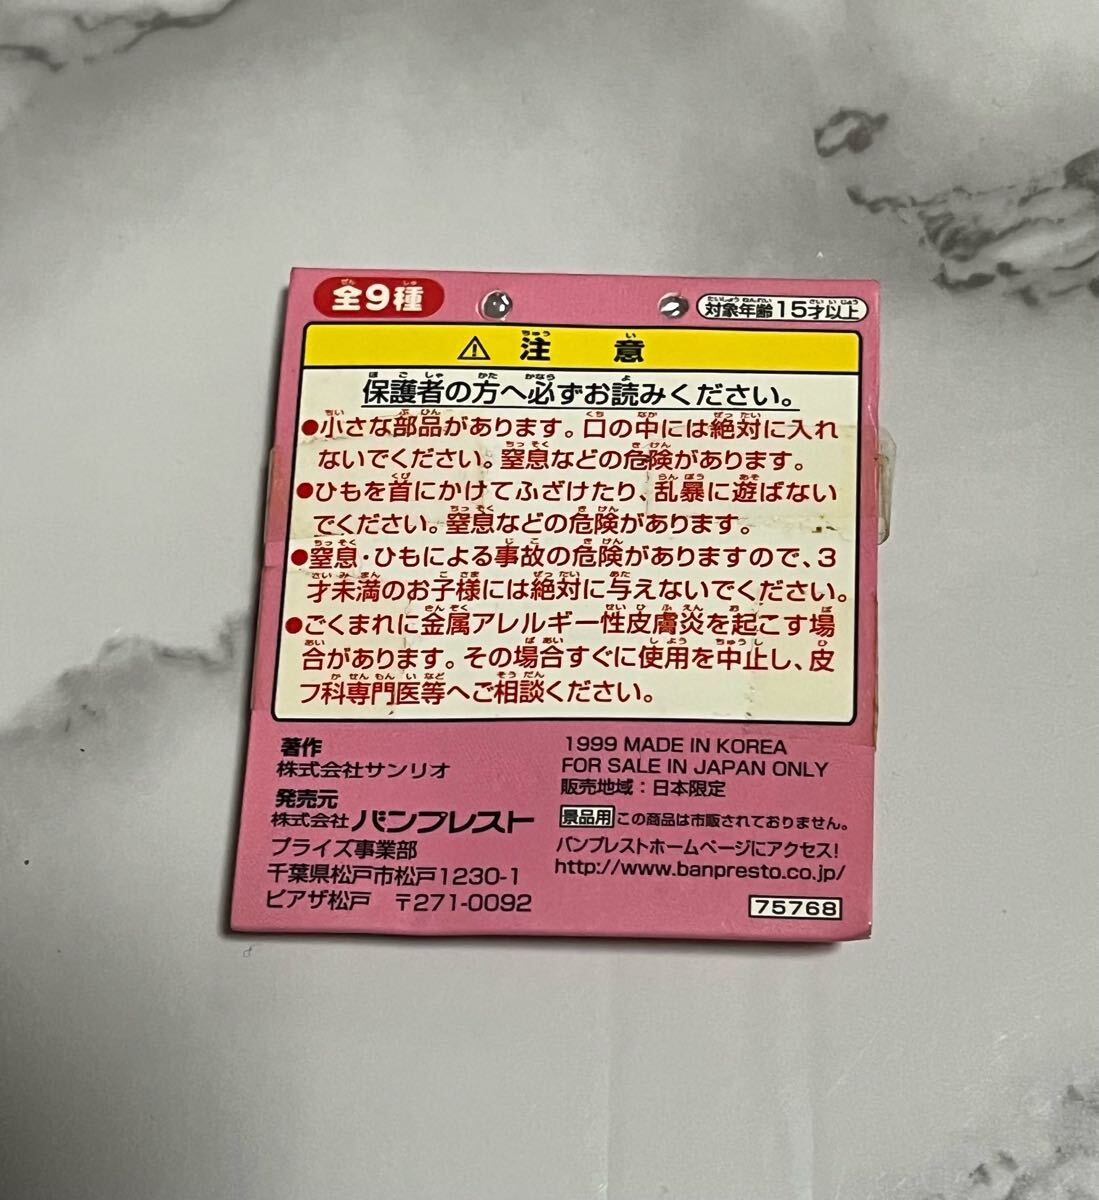 全9種
対象年齢15才以上
⚠ 注意
保護者の方へ必ずお読みください。
●小さな部品があります。口の中には絶対に入れ
ないでください。窒息などの危険があります。
●ひもを首にかけてふざけたり、乱暴に遊ばない
でください。窒息などの危険があります。
●窒息・ひもによる事故の危険がありますので、3
才未満のお子様には絶対に与えないでください。
●ごくまれに金属アレルギー性皮膚炎を起こす場
合があります。その場合すぐに使用を中止し、皮
フ科専門医等へご相談ください。
著作
株式会社サンリオ
発売元
株式会社バンプレスト
プライズ事業部
千葉県松戸市松戸1230-1
ピアザ松戸 〒271-0092
1999 MADE IN KOREA
FOR SALE IN JAPAN ONLY
販売地域：日本限定
景品用 この商品は市販されておりません。
バンプレストホームページにアクセス!
http://www.banpresto.co.jp/
75768